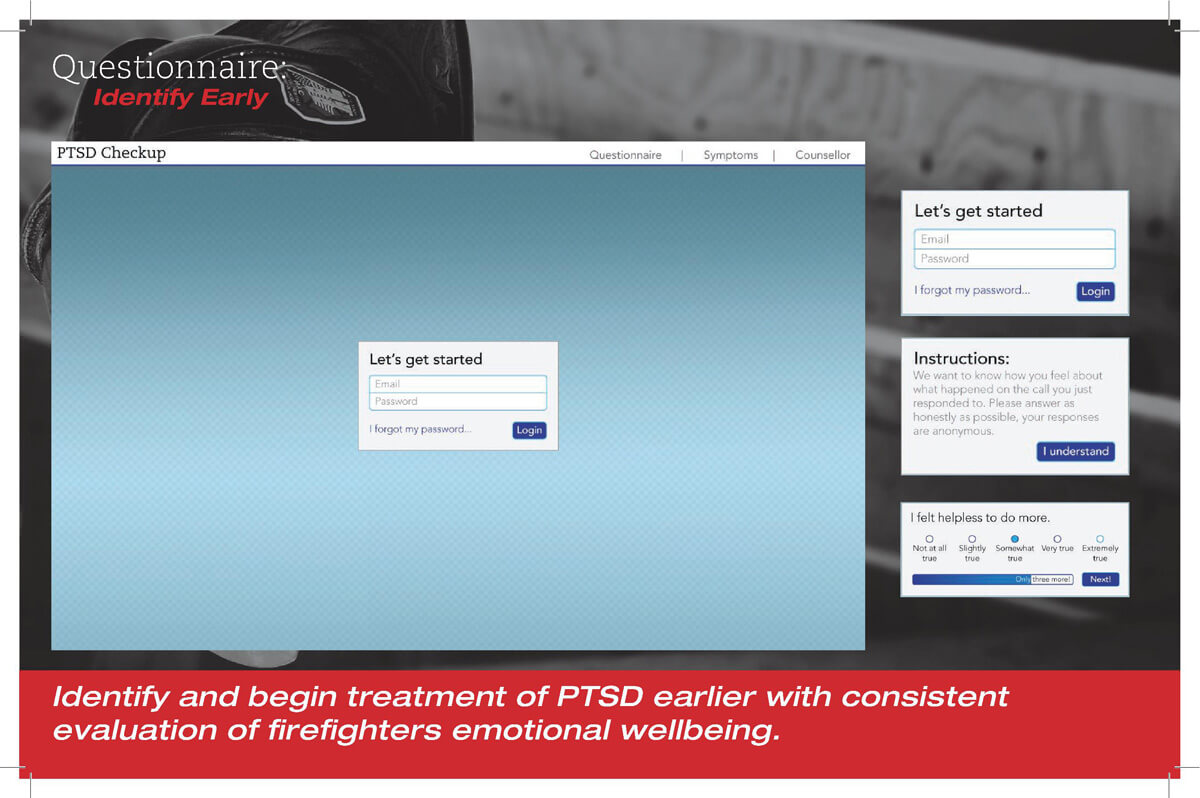 Questionnaire:
Identify Early
PTSD Checkup
Questionnaire | Symptoms | Counsellor
Let's get started
Email
Password
I forgot my password...
Login
Let's get started
Email
Password
I forgot my password...
Login
Instructions:
We want to know how you feel about
what happened on the call you just
responded to. Please answer as
honestly as possible, your responses
are anonymous.
I understand
I felt helpless to do more.
Not at all true
Slightly true
Somewhat true
Very true
Extremely true
Only three more!
Next!
Identify and begin treatment of PTSD earlier with consistent
evaluation of firefighters emotional wellbeing.